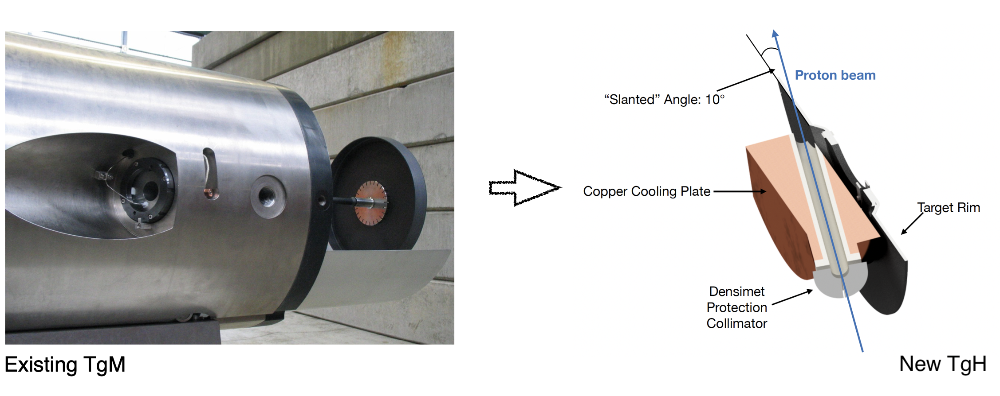 Proton beam
“Slanted” Angle: 10°
Copper Cooling Plate
Target Rim
Densimet
Protection
Collimator
Existing TgM
New TgH